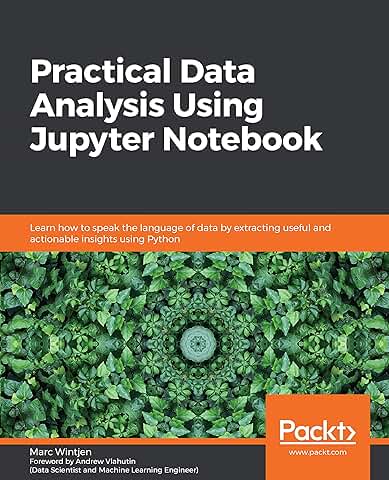 Practical Data
Analysis Using
Jupyter Notebook
Learn how to speak the language of data by extracting useful and
actionable insights using Python
Marc Wintjen
Foreword by Andrew Vlahutin
(Data Scientist and Machine Learning Engineer)
Packt>
www.packt.com